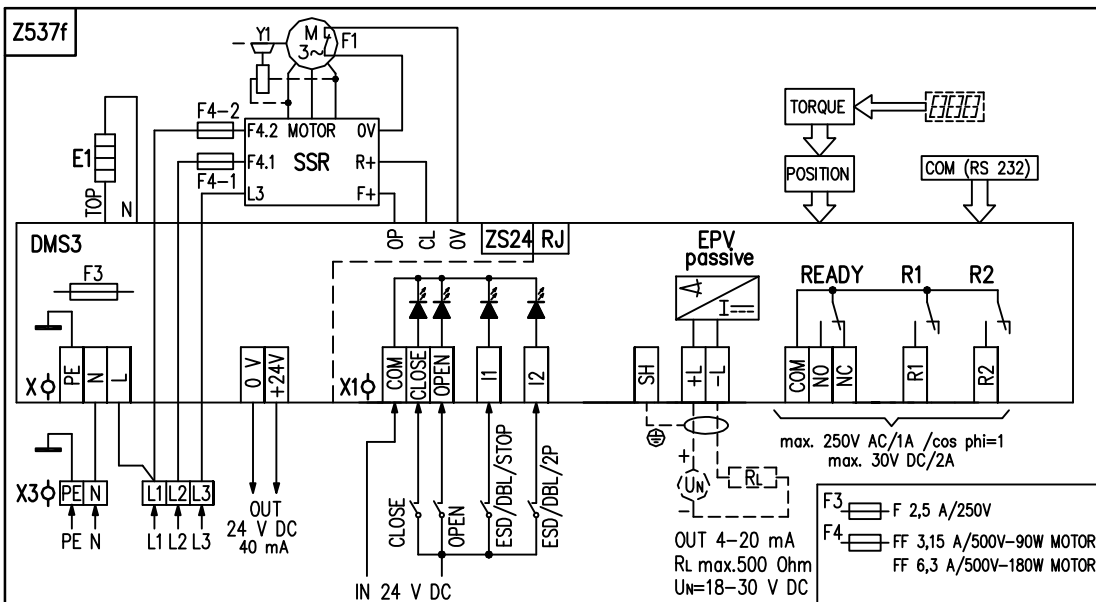 Z537f
Y1
M
3~
F1
F4-2
F4.2 MOTOR 0V
E1
F4.1 SSR R+
F4-1
L3 F+
TOP
N
OP
CL
0V
TORQUE
POSITION
COM (RS 232)
DMS3
ZS24 RJ
F3
EPV
passive
I
READY R1 R2
X
PE
N
L
0 V
+24V
X1
COM
CLOSE
OPEN
I1
I2
SH
+L
-L
COM
NO
NC
R1
R2
max. 250V AC/1A /cos phi=1
max. 30V DC/2A
X3
PE N L1 L2 L3
PE N L1 L2 L3
OUT
24 V DC
40 mA
CLOSE
OPEN
ESD/DBL/STOP
ESD/DBL/2P
IN 24 V DC
+
UN
-
RL
OUT 4-20 mA
RL max.500 Ohm
UN=18-30 V DC
F3 F 2,5 A/250V
F4 FF 3,15 A/500V-90W MOTOR
FF 6,3 A/500V-180W MOTOR